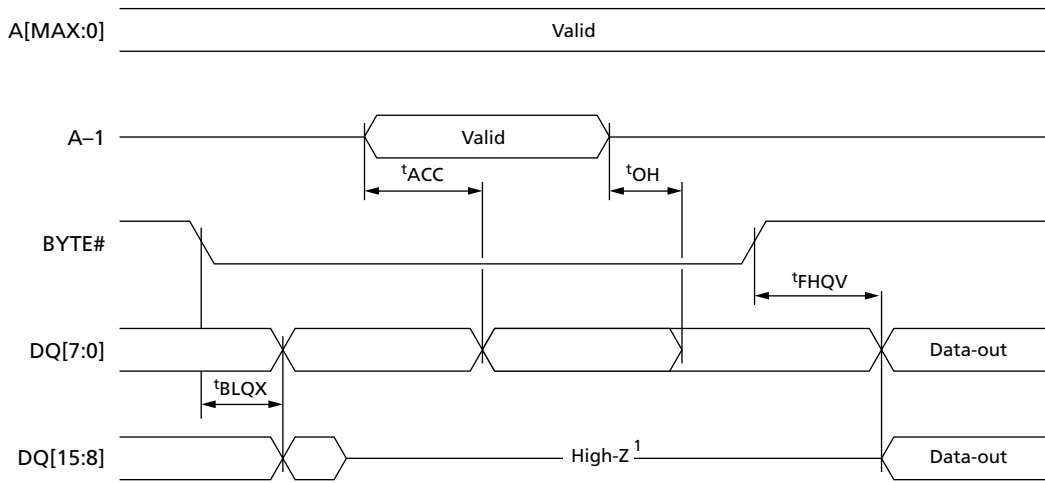 A[MAX:0]
Valid
A–1
Valid
tACC
tOH
BYTE#
tFHQV
DQ[7:0]
Data-out
tBLQX
DQ[15:8]
High-Z 1
Data-out